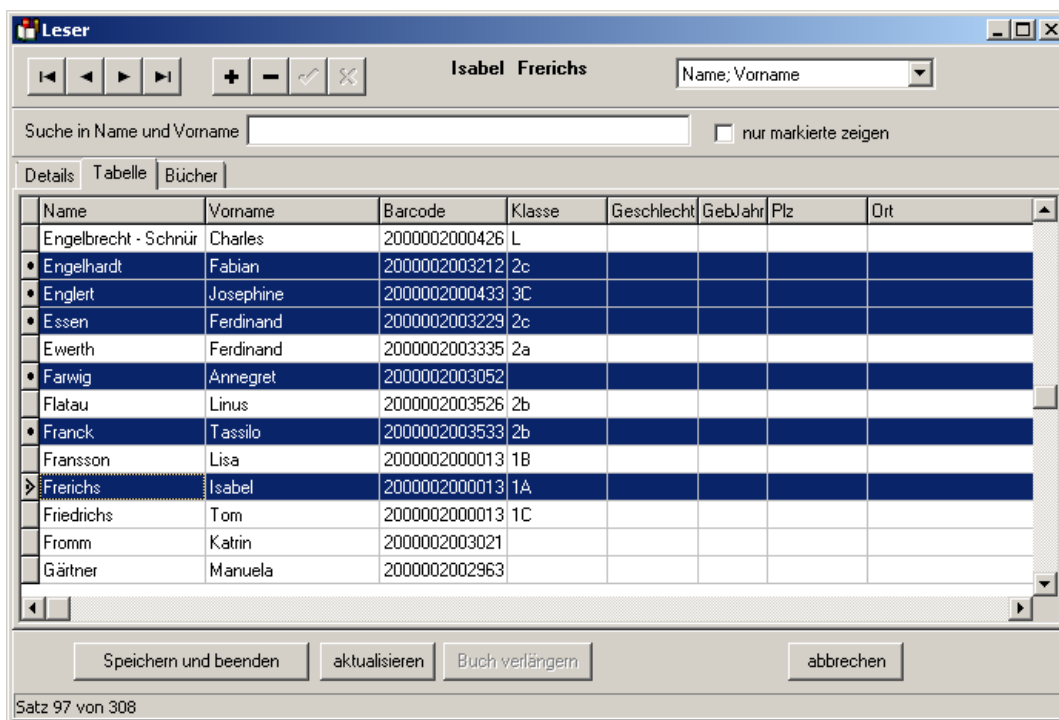 Leser
Isabel Frerichs
Name; Vorname
Suche in Name und Vorname
nur markierte zeigen
Details Tabelle Bücher
Name Vorname Barcode Klasse Geschlecht GebJahr Plz Ort
Engelbrecht - Schnür Charles 2000002000426 L
Engelhardt Fabian 2000002003212 2c
Englert Josephine 2000002000433 3C
Essen Ferdinand 2000002003229 2c
Ewerth Ferdinand 2000002003335 2a
Farwig Annegret 2000002003052
Flatau Linus 2000002003526 2b
Franck Tassilo 2000002003533 2b
Fransson Lisa 2000002000013 1B
Frerichs Isabel 2000002000013 1A
Friedrichs Tom 2000002000013 1C
Fromm Katrin 2000002003021
Gärtner Manuela 2000002002963
Speichern und beenden aktualisieren Buch verlängern abbrechen
Satz 97 von 308